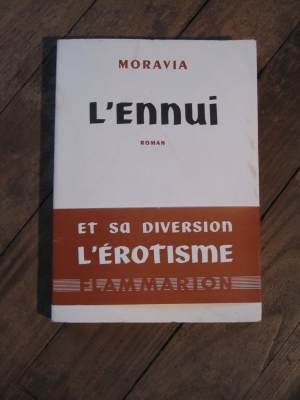 MORAVIA
L'ENNUI
ROMAN
ET Sa DIVERSION
L'ÉROTISME
FLAMMARION